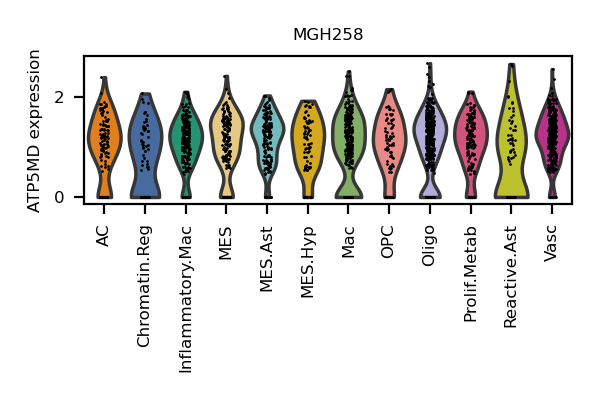 MGH258
ATP5MD expression
2
0
AC
Chromatin.Reg
Inflammatory.Mac
MES
MES.Ast
MES.Hyp
Mac
OPC
Oligo
Prolif.Metab
Reactive.Ast
Vasc